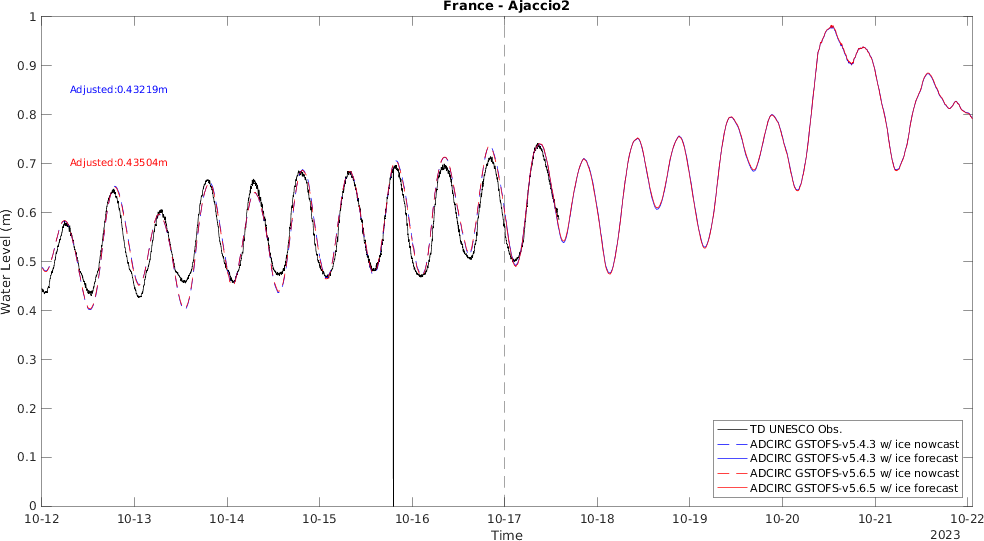 France - Ajaccio2
1
0.9
0.8
0.7
0.6
0.5
0.4
0.3
0.2
0.1
0
Water Level (m)
Adjusted:0.43219m
Adjusted:0.43504m
TD UNESCO Obs.
ADCIRC GSTOFS-v5.4.3 w/ ice nowcast
ADCIRC GSTOFS-v5.4.3 w/ ice forecast
ADCIRC GSTOFS-v5.6.5 w/ ice nowcast
ADCIRC GSTOFS-v5.6.5 w/ ice forecast
10-12 10-13 10-14 10-15 10-16 10-17 10-18 10-19 10-20 10-21 10-22
Time
2023